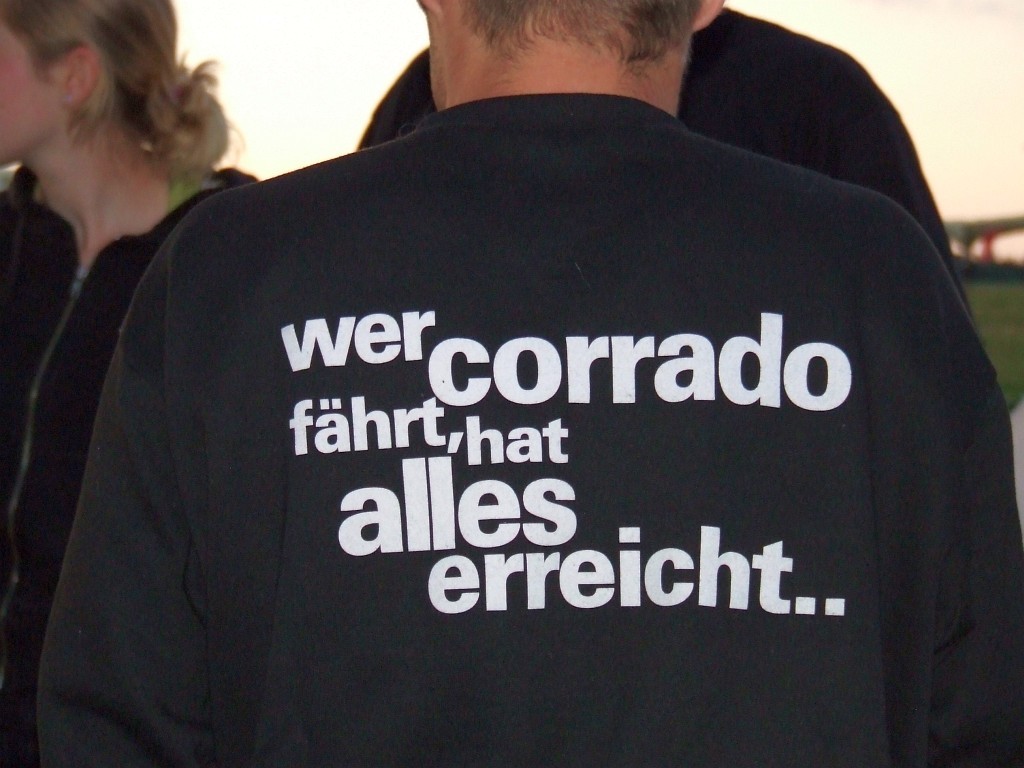 wer corrado
fährt, hat
alles
erreicht..